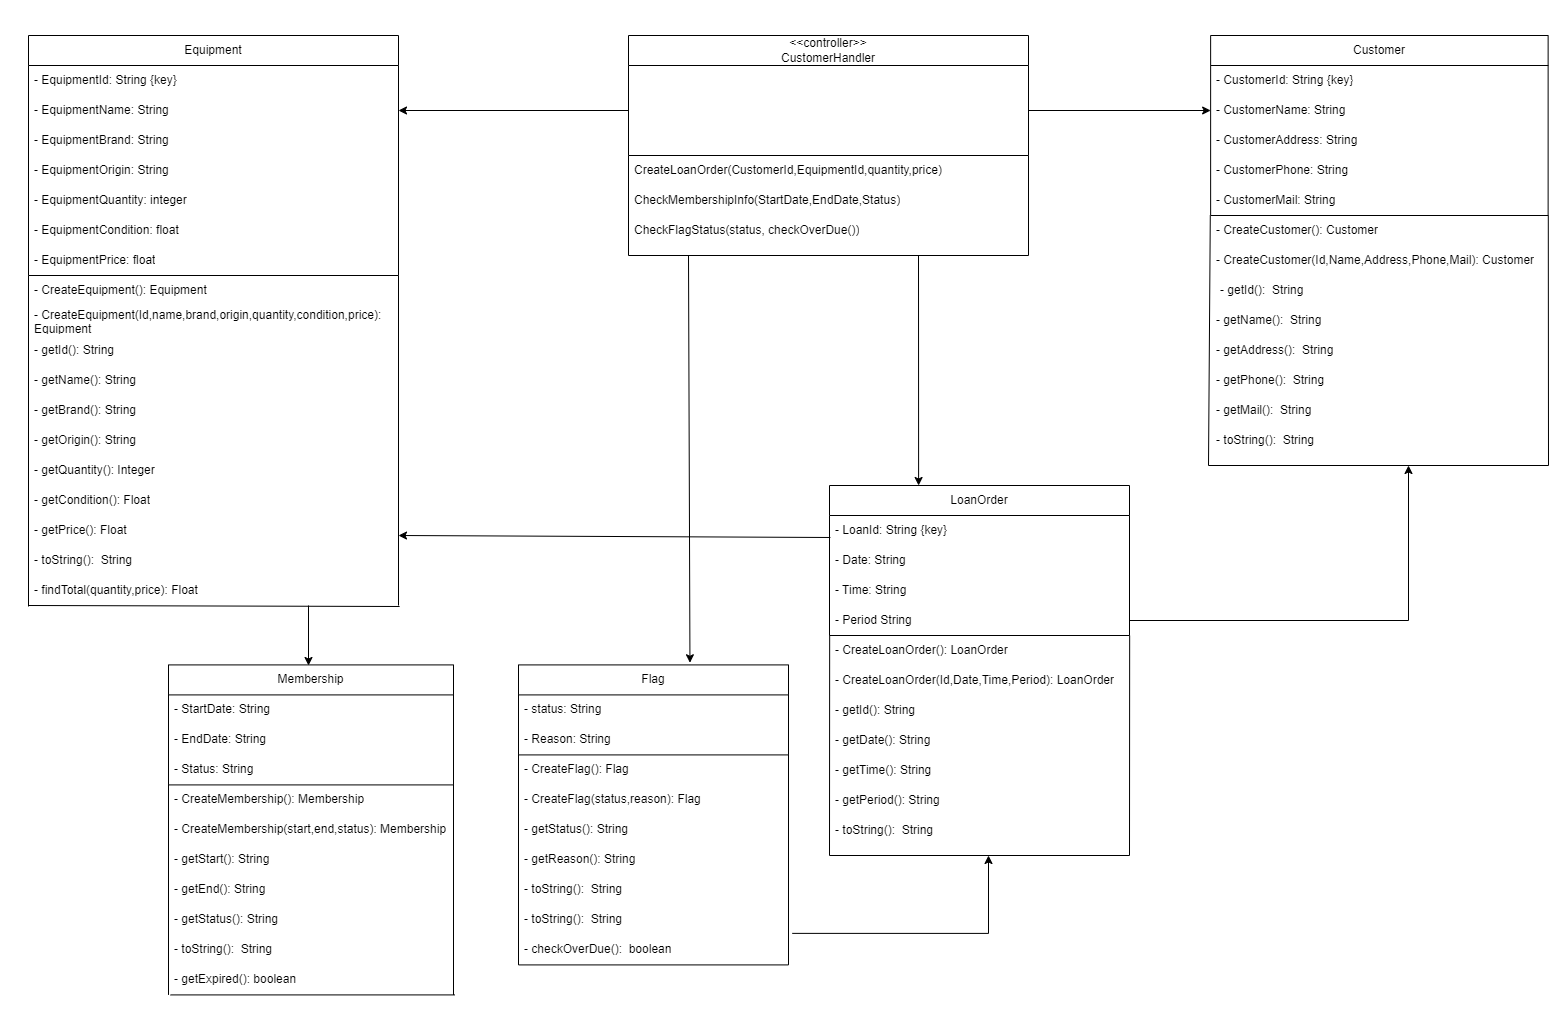 Equipment
- EquipmentId: String {key}
- EquipmentName: String
- EquipmentBrand: String
- EquipmentOrigin: String
- EquipmentQuantity: integer
- EquipmentCondition: float
- EquipmentPrice: float
- CreateEquipment(): Equipment
- CreateEquipment(Id,name,brand,origin,quantity,condition,price):
Equipment
- getId(): String
- getName(): String
- getBrand(): String
- getOrigin(): String
- getQuantity(): Integer
- getCondition(): Float
- getPrice(): Float
- toString():  String
- findTotal(quantity,price): Float
<<controller>>
CustomerHandler
CreateLoanOrder(CustomerId,EquipmentId,quantity,price)
CheckMembershipInfo(StartDate,EndDate,Status)
CheckFlagStatus(status, checkOverDue())
Customer
- CustomerId: String {key}
- CustomerName: String
- CustomerAddress: String
- CustomerPhone: String
- CustomerMail: String
- CreateCustomer(): Customer
- CreateCustomer(Id,Name,Address,Phone,Mail): Customer
- getId():  String
- getName():  String
- getAddress():  String
- getPhone():  String
- getMail():  String
- toString():  String
LoanOrder
- LoanId: String {key}
- Date: String
- Time: String
- Period String
- CreateLoanOrder(): LoanOrder
- CreateLoanOrder(Id,Date,Time,Period): LoanOrder
- getId(): String
- getDate(): String
- getTime(): String
- getPeriod(): String
- toString():  String
Membership
- StartDate: String
- EndDate: String
- Status: String
- CreateMembership(): Membership
- CreateMembership(start,end,status): Membership
- getStart(): String
- getEnd(): String
- getStatus(): String
- toString():  String
- getExpired(): boolean
Flag
- status: String
- Reason: String
- CreateFlag(): Flag
- CreateFlag(status,reason): Flag
- getStatus(): String
- getReason(): String
- toString():  String
- toString():  String
- checkOverDue():  boolean